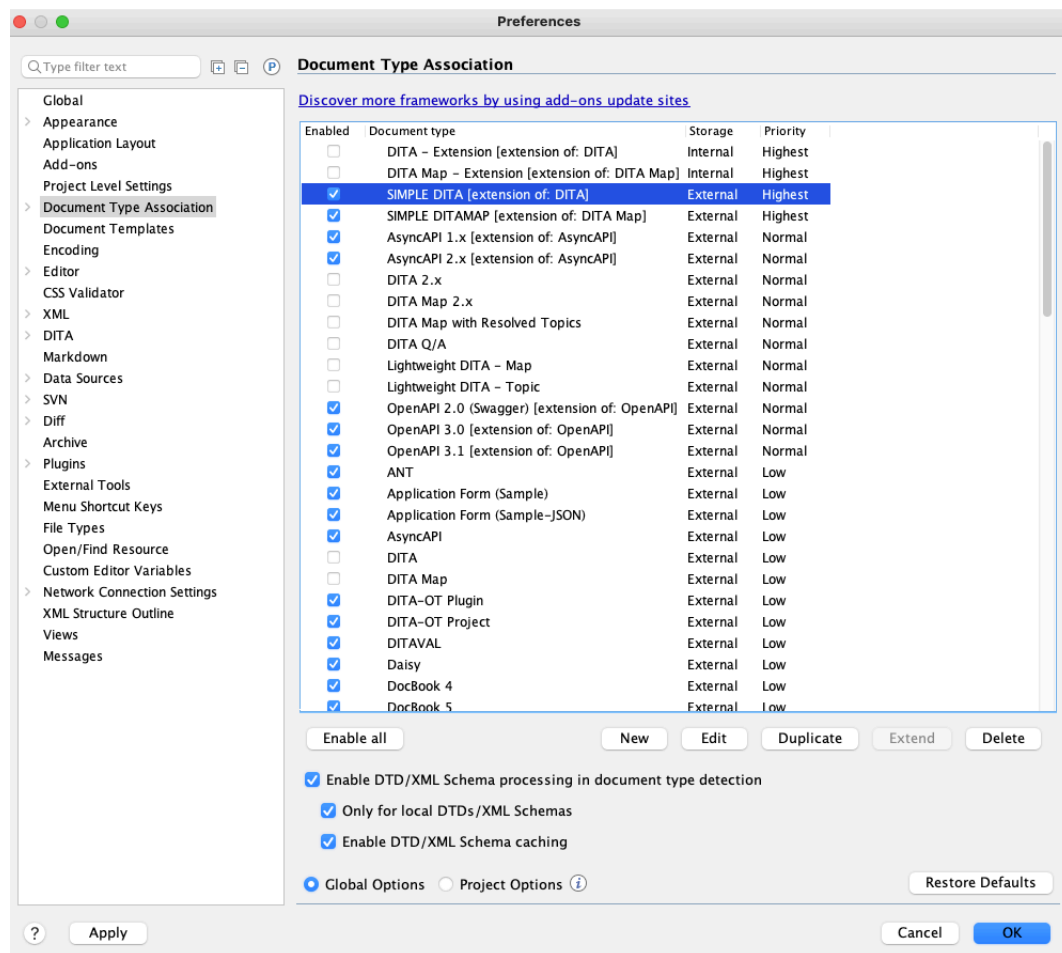 Preferences
Type filter text
P
Document Type Association
Discover more frameworks by using add-ons update sites
Global
Appearance
Application Layout
Add-ons
Project Level Settings
Document Type Association
Document Templates
Encoding
Editor
CSS Validator
XML
DITA
Markdown
Data Sources
SVN
Diff
Archive
Plugins
External Tools
Menu Shortcut Keys
File Types
Open/Find Resource
Custom Editor Variables
Network Connection Settings
XML Structure Outline
Views
Messages
Enabled Document type Storage Priority
DITA – Extension [extension of: DITA] Internal Highest
DITA Map – Extension [extension of: DITA Map] Internal Highest
SIMPLE DITA [extension of: DITA] External Highest
SIMPLE DITAMAP [extension of: DITA Map] External Highest
AsyncAPI 1.x [extension of: AsyncAPI] External Normal
AsyncAPI 2.x [extension of: AsyncAPI] External Normal
DITA 2.x External Normal
DITA Map 2.x External Normal
DITA Map with Resolved Topics External Normal
DITA Q/A External Normal
Lightweight DITA – Map External Normal
Lightweight DITA – Topic External Normal
OpenAPI 2.0 (Swagger) [extension of: OpenAPI] External Normal
OpenAPI 3.0 [extension of: OpenAPI] External Normal
OpenAPI 3.1 [extension of: OpenAPI] External Normal
ANT External Low
Application Form (Sample) External Low
Application Form (Sample-JSON) External Low
AsyncAPI External Low
DITA External Low
DITA Map External Low
DITA-OT Plugin External Low
DITA-OT Project External Low
DITAVAL External Low
Daisy External Low
DocBook 4 External Low
DocBook 5 External Low
Enable all New Edit Duplicate Extend Delete
Enable DTD/XML Schema processing in document type detection
Only for local DTDs/XML Schemas
Enable DTD/XML Schema caching
Global Options Project Options i Restore Defaults
? Apply Cancel OK